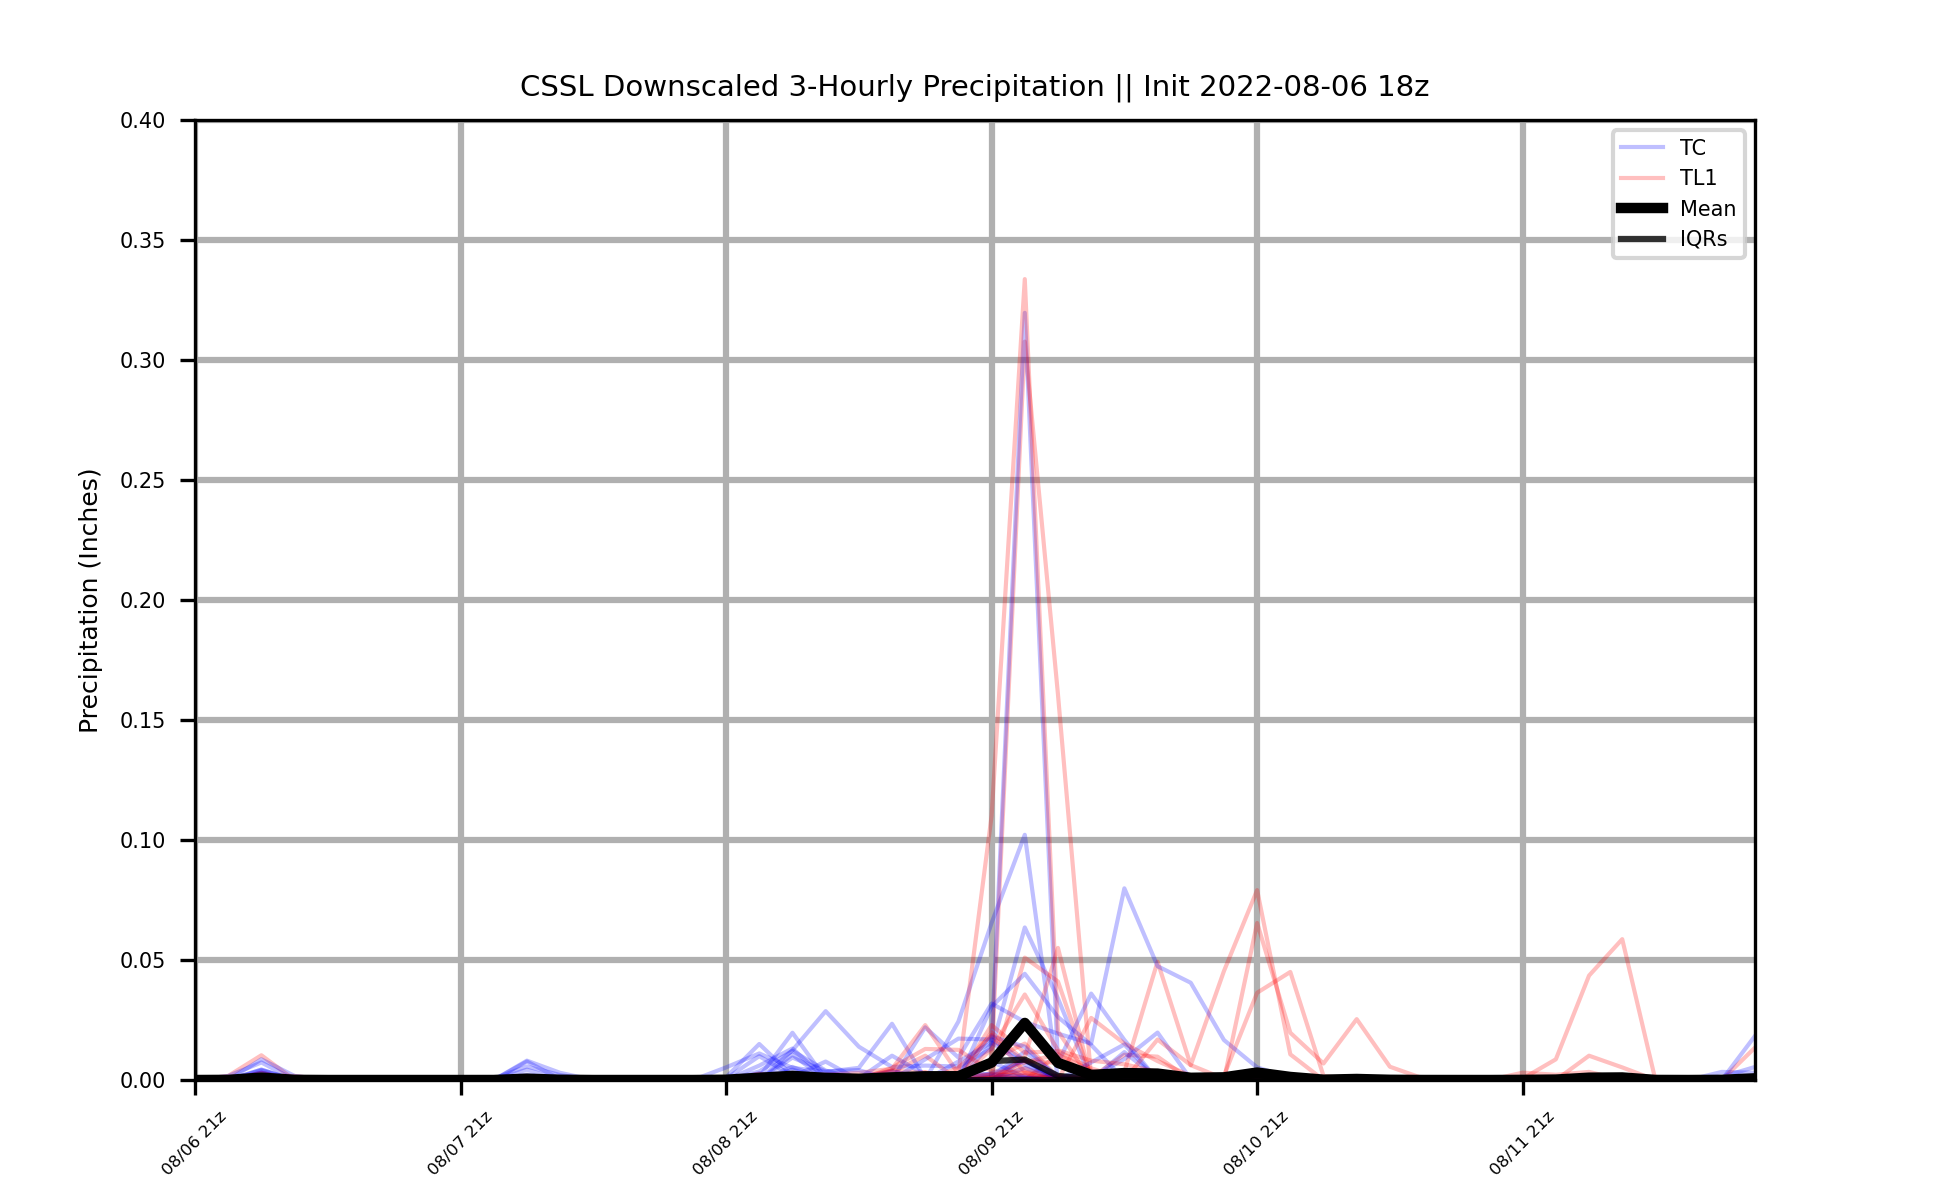 CSSL Downscaled 3-Hourly Precipitation || Init 2022-08-06 18z
0.40
0.35
0.30
0.25
0.20
0.15
0.10
0.05
0.00
Precipitation (Inches)
TC
TL1
Mean
IQRs
08/06 21z
08/07 21z
08/08 21z
08/09 21z
08/10 21z
08/11 21z